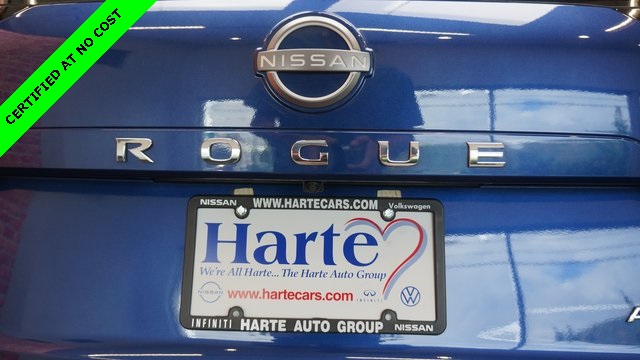 CERTIFIED AT NO COST
NISSAN
ROGUE
NISSAN WWW.HARTECARS.COM Volkswagen
Harte
We're All Harte... The Harte Auto Group
NISSAN www.hartecars.com INFINITI
INFINITI HARTE AUTO GROUP NISSAN
A